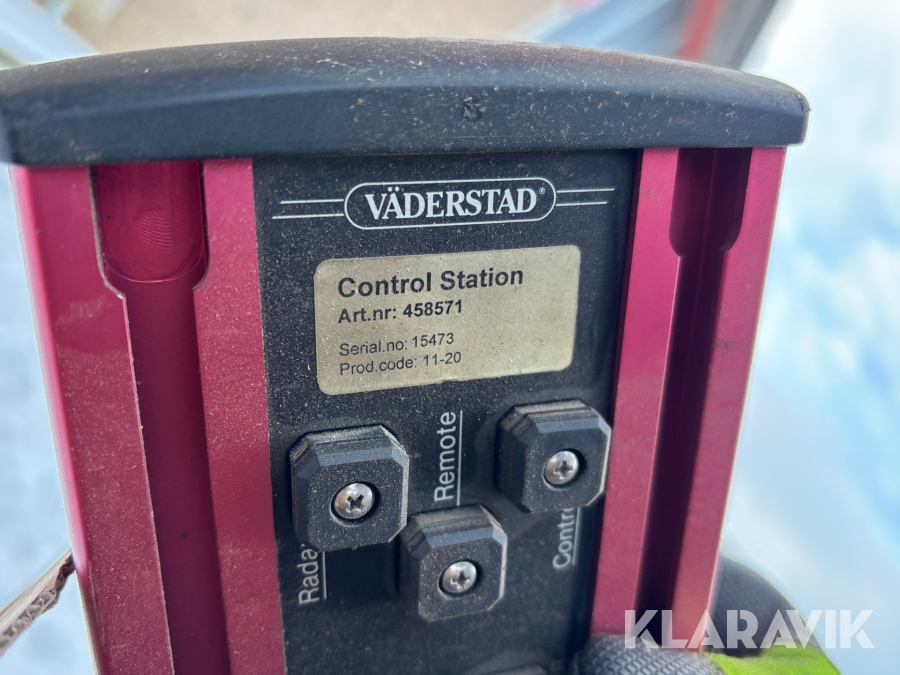 VÄDERSTAD®
Control Station
Art.nr: 458571
Serial.no: 15473
Prod.code: 11-20
Remote
KLARAVIK